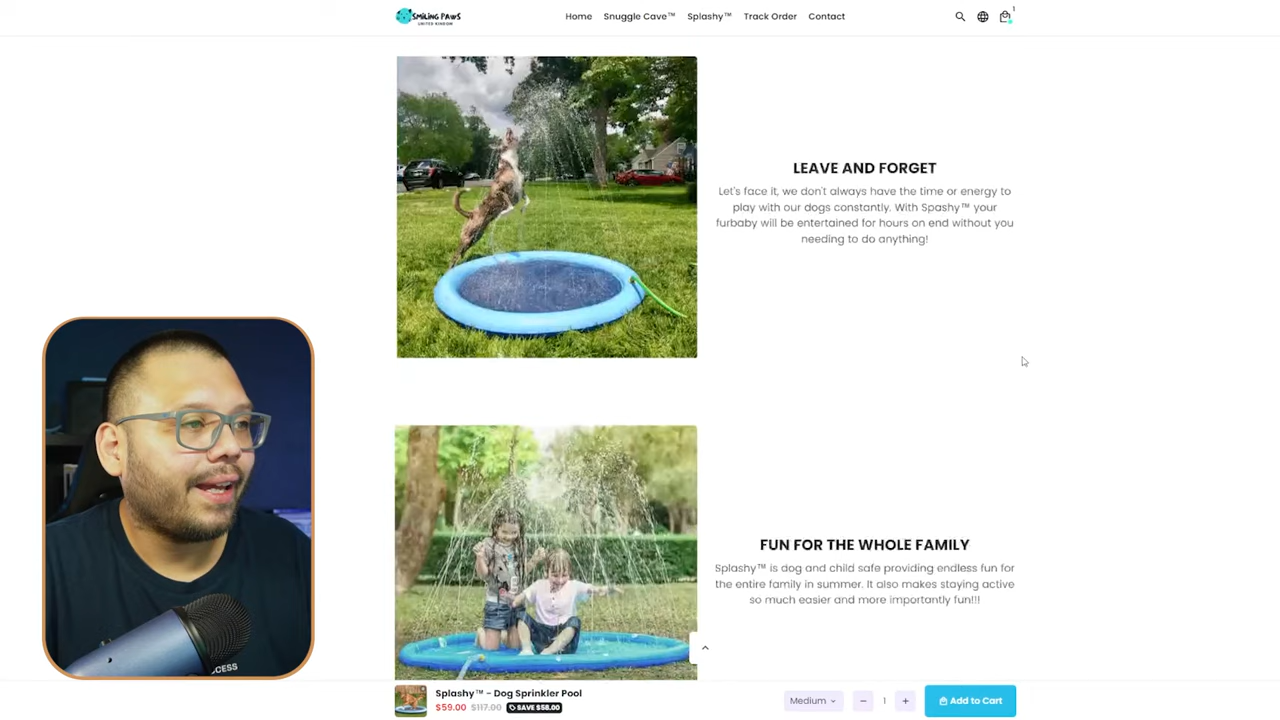 SMILING PAWS
UNITED KINGDOM
Home Snuggle Cave™ Splashy™ Track Order Contact
1
LEAVE AND FORGET
Let's face it, we don't always have the time or energy to
play with our dogs constantly. With Spashy™ your
furbaby will be entertained for hours on end without you
needing to do anything!
FUN FOR THE WHOLE FAMILY
Splashy™ is dog and child safe providing endless fun for
the entire family in summer. It also makes staying active
so much easier and more importantly fun!!!
CCESS
Splashy™ - Dog Sprinkler Pool
$59.00 $117.00 SAVE $58.00
Medium − 1 + Add to Cart